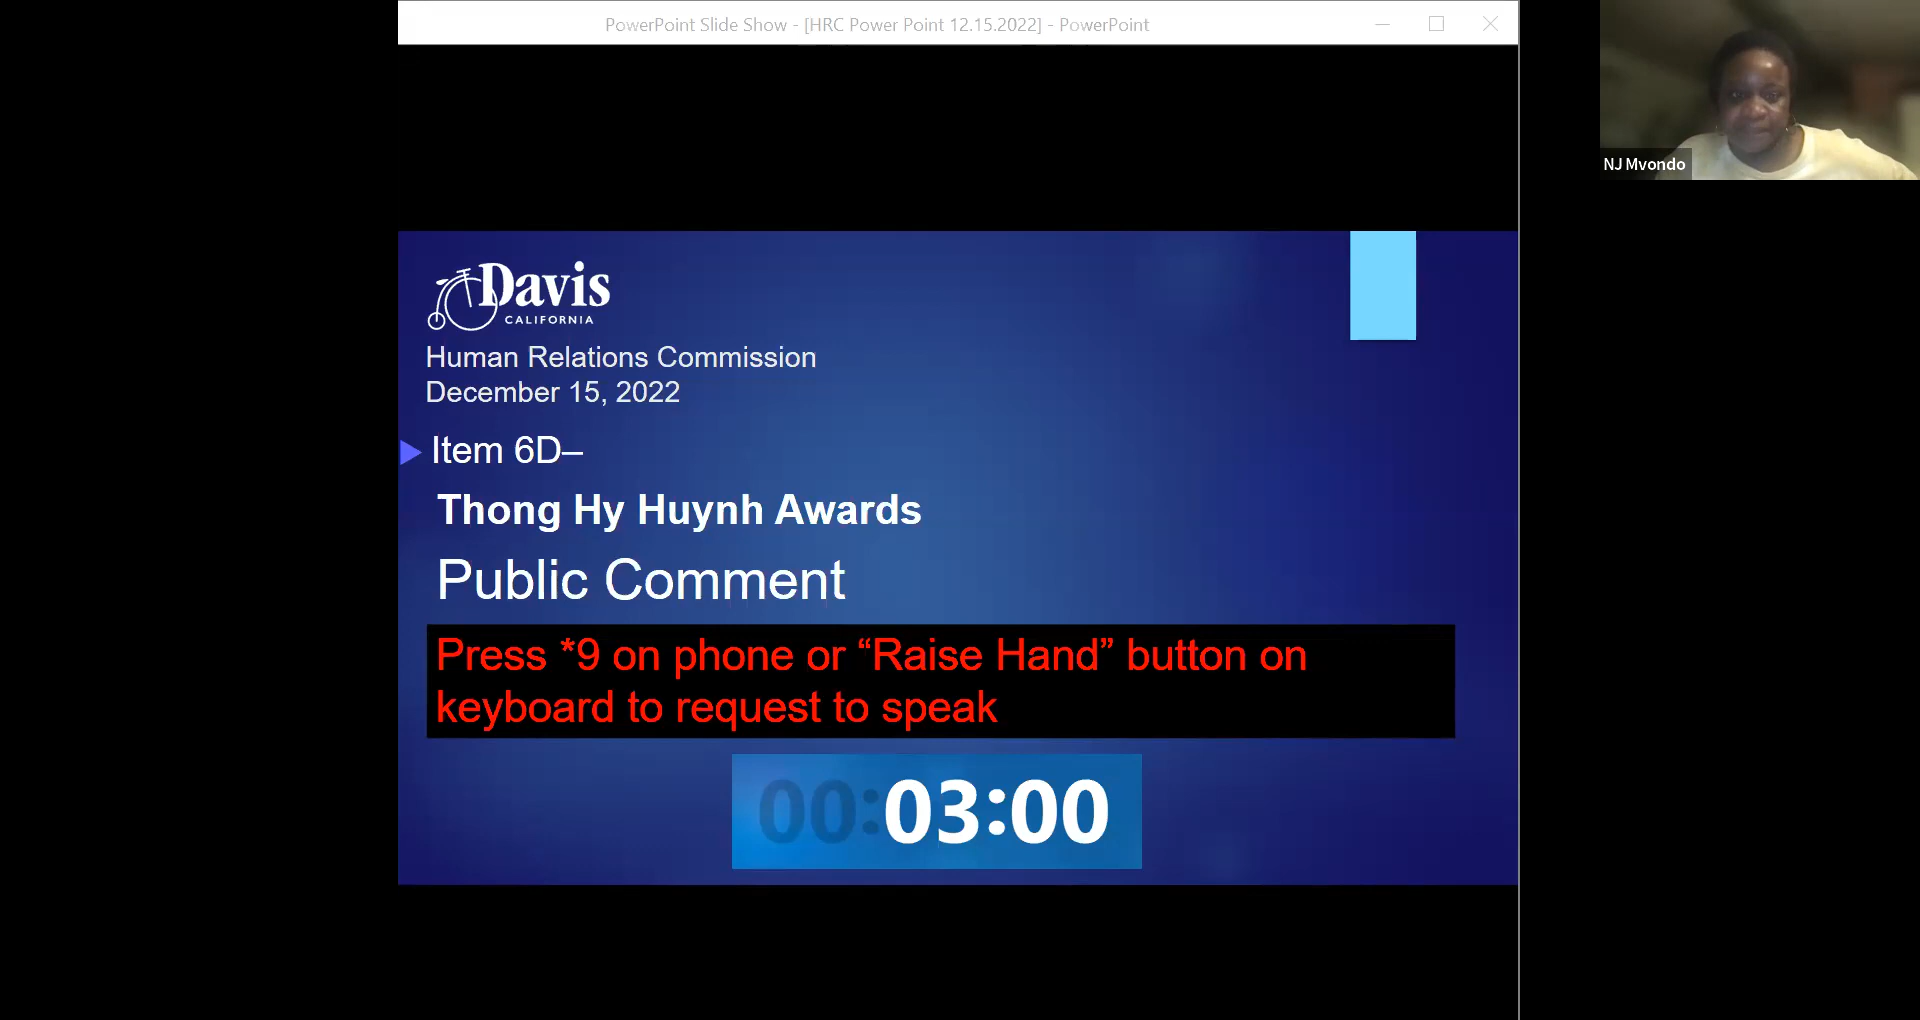 PowerPoint Slide Show - [HRC Power Point 12.15.2022] - PowerPoint
NJ Mvondo
Davis
CALIFORNIA
Human Relations Commission
December 15, 2022
Item 6D–
Thong Hy Huynh Awards
Public Comment
Press *9 on phone or “Raise Hand” button on
keyboard to request to speak
00:03:00